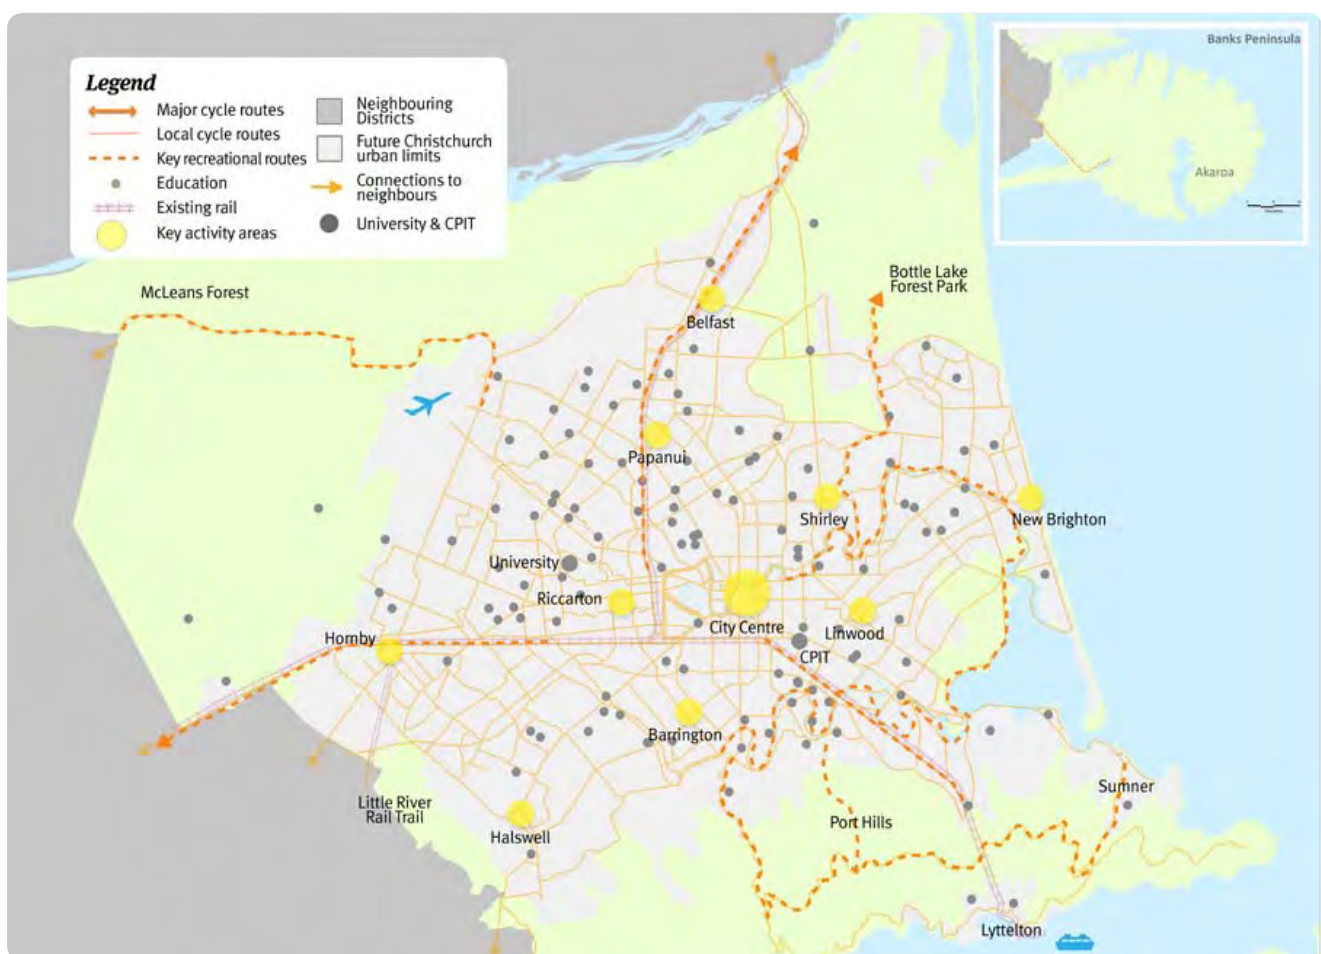 Legend
Major cycle routes
Local cycle routes
Key recreational routes
Education
Existing rail
Key activity areas
Neighbouring
Districts
Future Christchurch
urban limits
Connections to
neighbours
University & CPIT
Banks Peninsula
Akaroa
McLeans Forest
Bottle Lake
Forest Park
Belfast
Papanui
Shirley
New Brighton
University
Riccarton
City Centre
Linwood
Hornby
CPIT
Barrington
Little River
Rail Trail
Halswell
Port Hills
Sumner
Lyttelton